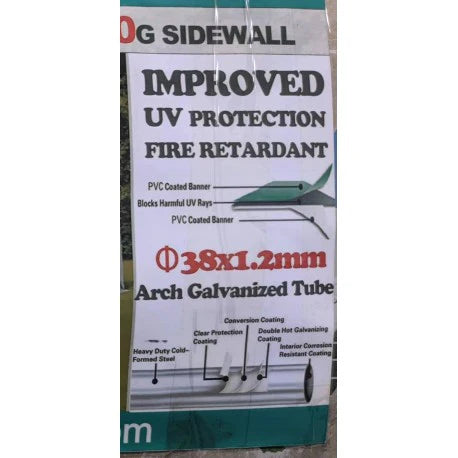 0G SIDEWALL
IMPROVED
UV PROTECTION
FIRE RETARDANT
PVC Coated Banner
Blocks Harmful UV Rays
PVC Coated Banner
Φ38x1.2mm
Arch Galvanized Tube
Conversion Coating
Clear Protection
Coating
Double Hot Galvanizing
Coating
Heavy Duty Cold-
Formed Steel
Interior Corrosion
Resistant Coating
om